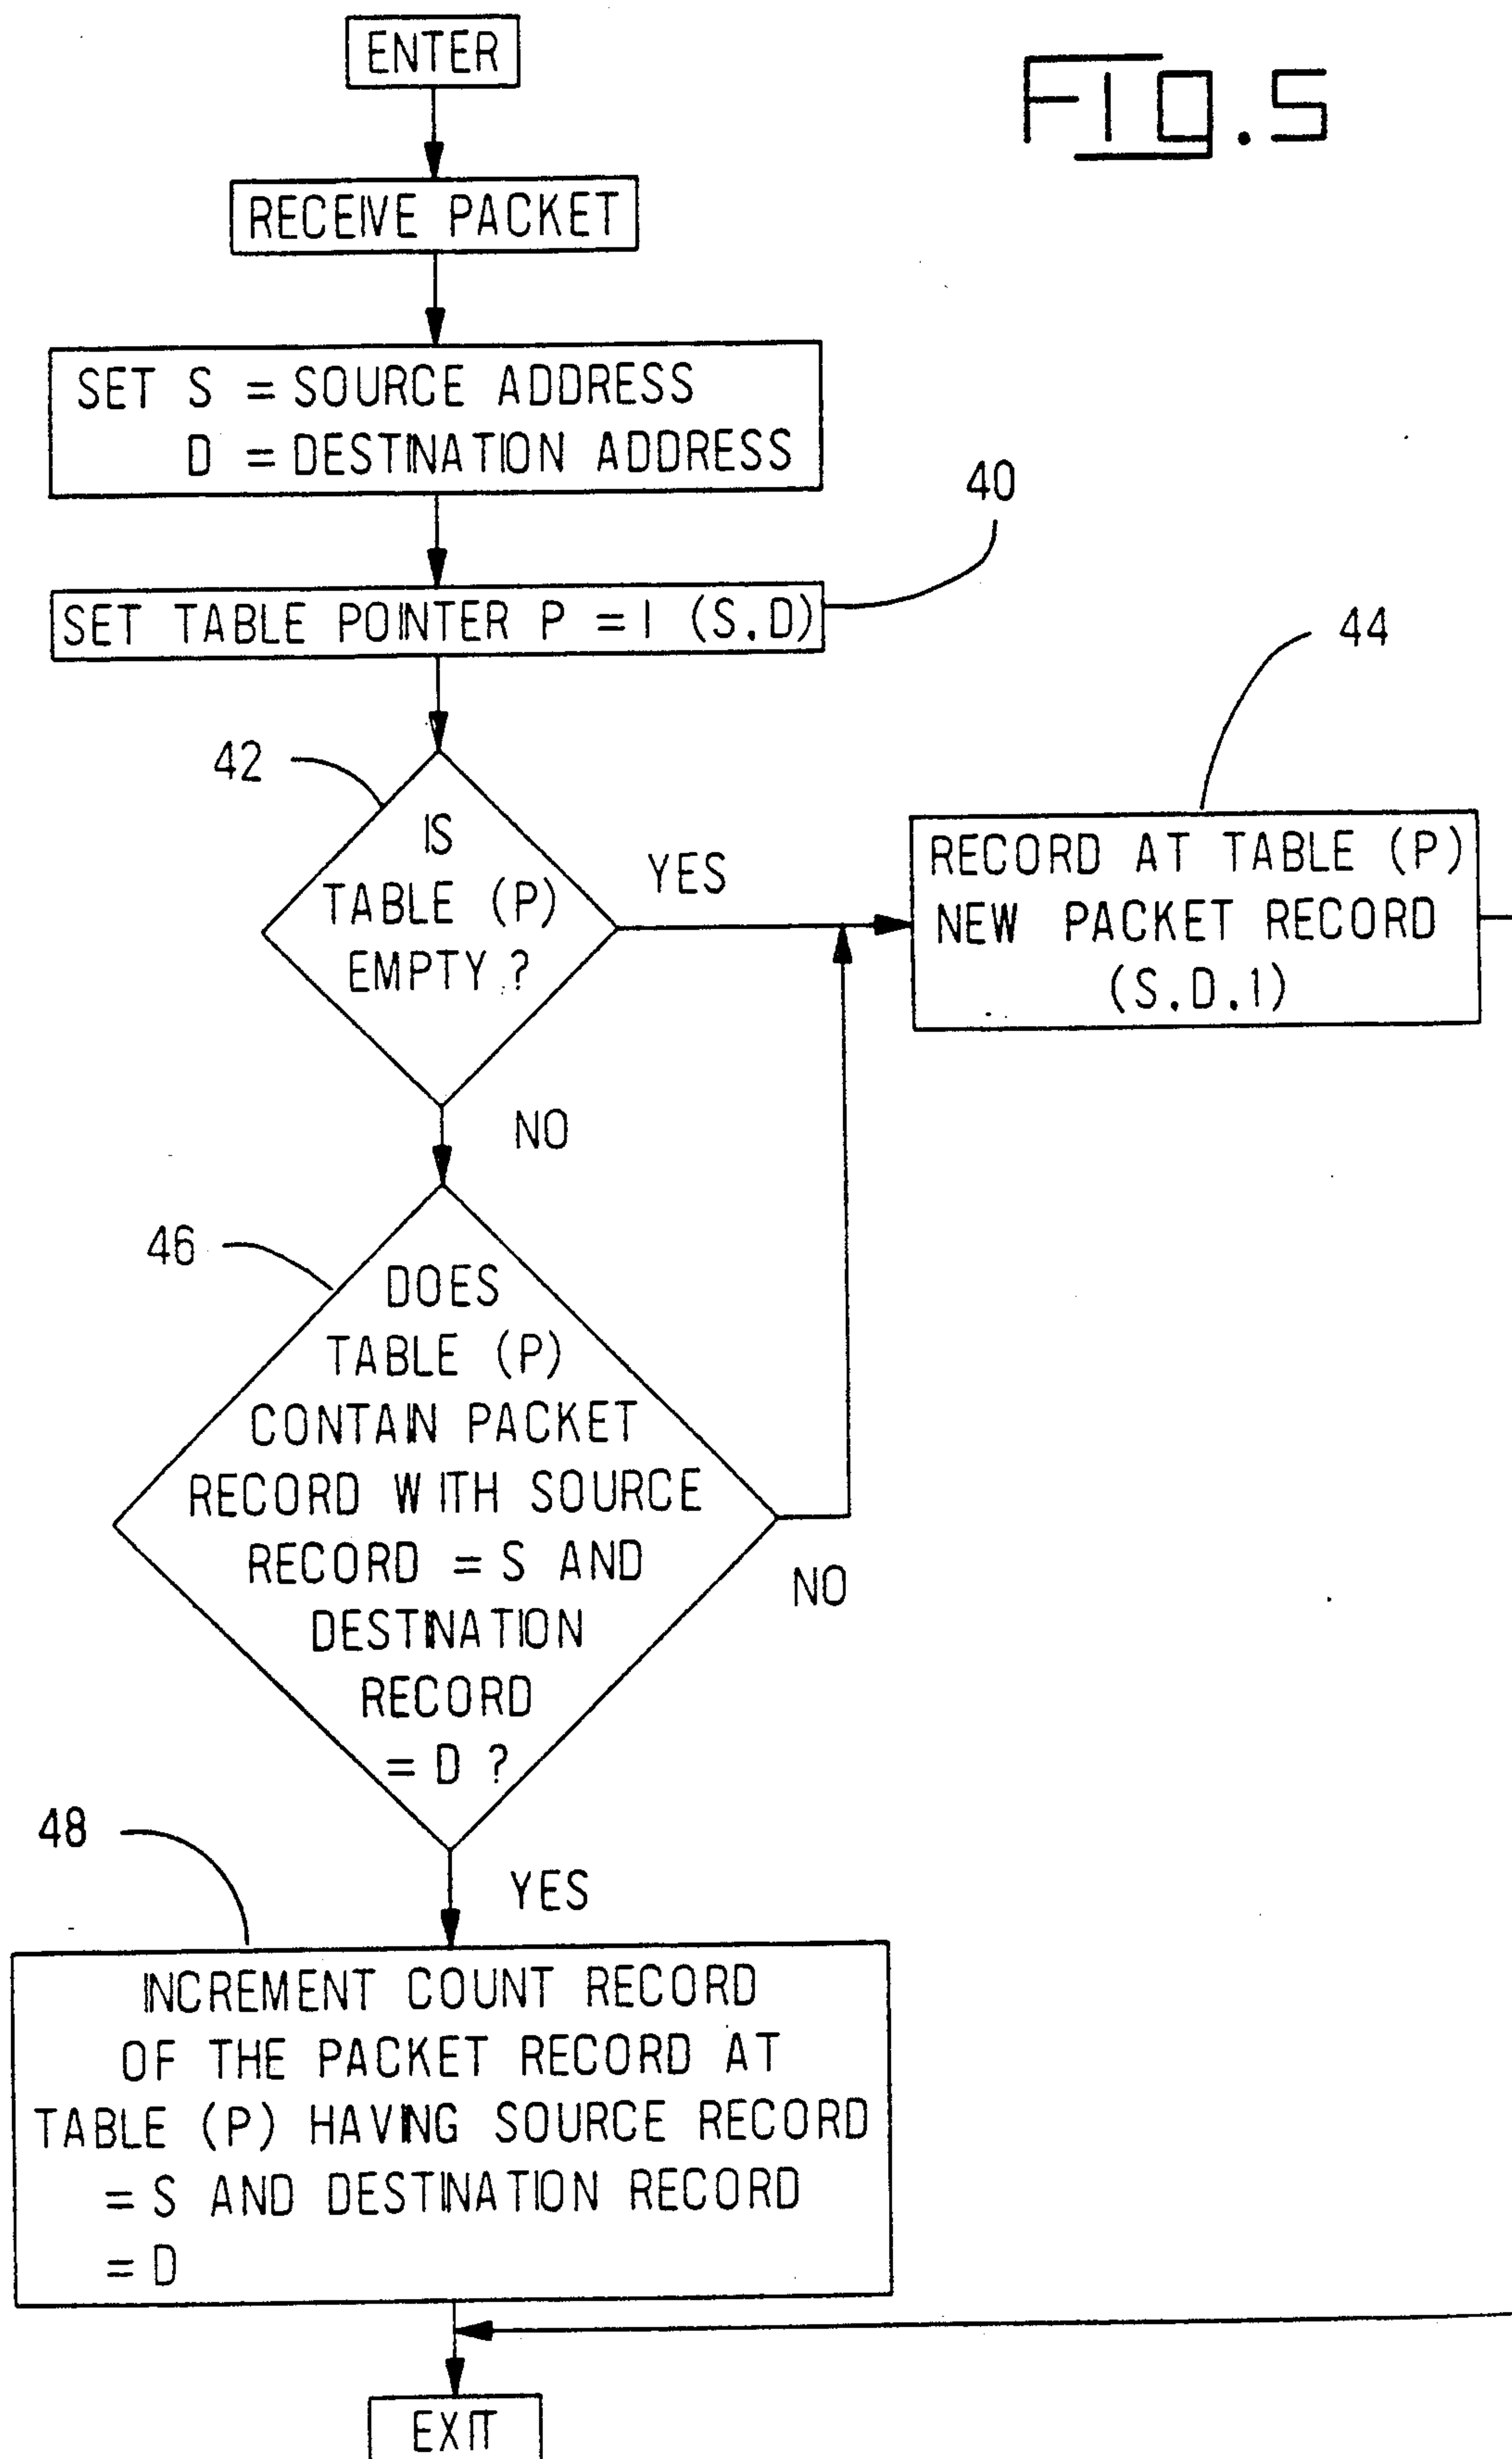 FIG.5
ENTER
RECEIVE PACKET
SET S = SOURCE ADDRESS
D = DESTINATION ADDRESS
40
SET TABLE POINTER P = I (S.D)
42
IS
TABLE (P)
EMPTY ?
YES
44
RECORD AT TABLE (P)
NEW PACKET RECORD
(S.D.1)
NO
46
DOES
TABLE (P)
CONTAIN PACKET
RECORD WITH SOURCE
RECORD = S AND
DESTINATION
RECORD
= D ?
NO
48
YES
INCREMENT COUNT RECORD
OF THE PACKET RECORD AT
TABLE (P) HAVING SOURCE RECORD
= S AND DESTINATION RECORD
= D
EXIT